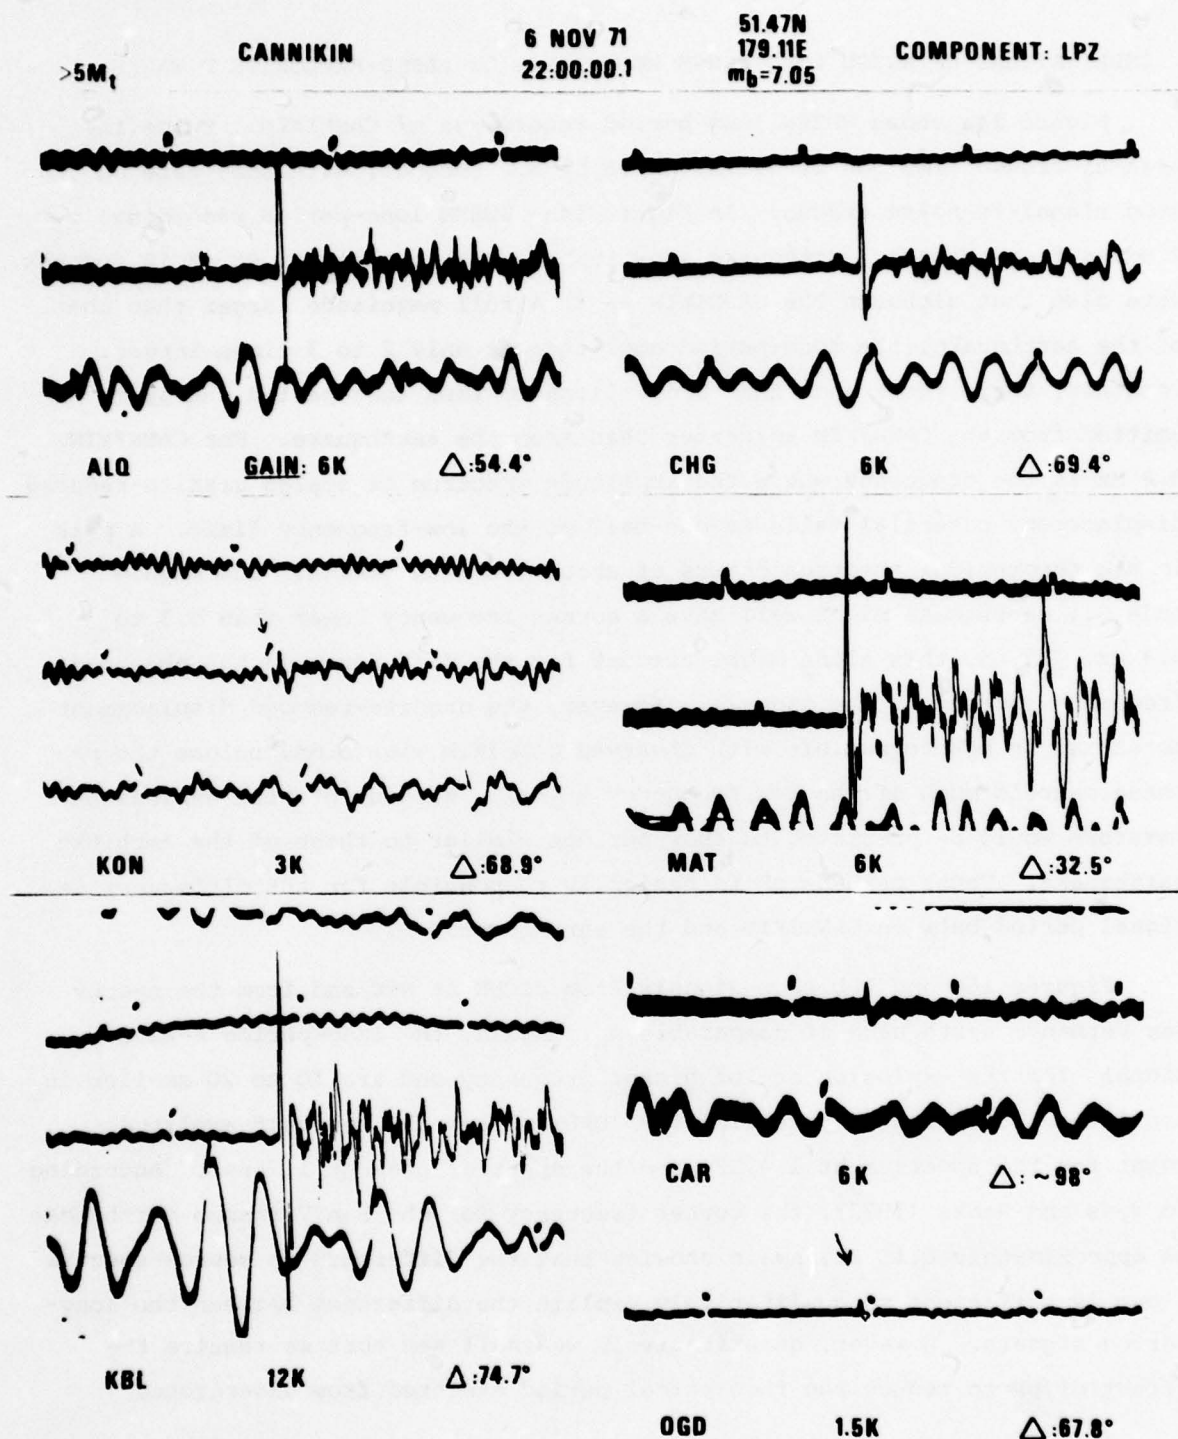 CANNIKIN 6 NOV 71 51.47N COMPONENT: LPZ
>5Mt 22:00:00.1 179.11E
mb=7.05
ALQ GAIN: 6K Δ:54.4°
CHG 6K Δ:69.4°
KON 3K Δ:68.9°
MAT 6K Δ:32.5°
KBL 12K Δ:74.7°
CAR 6K Δ:~98°
OGD 1.5K Δ:67.8°